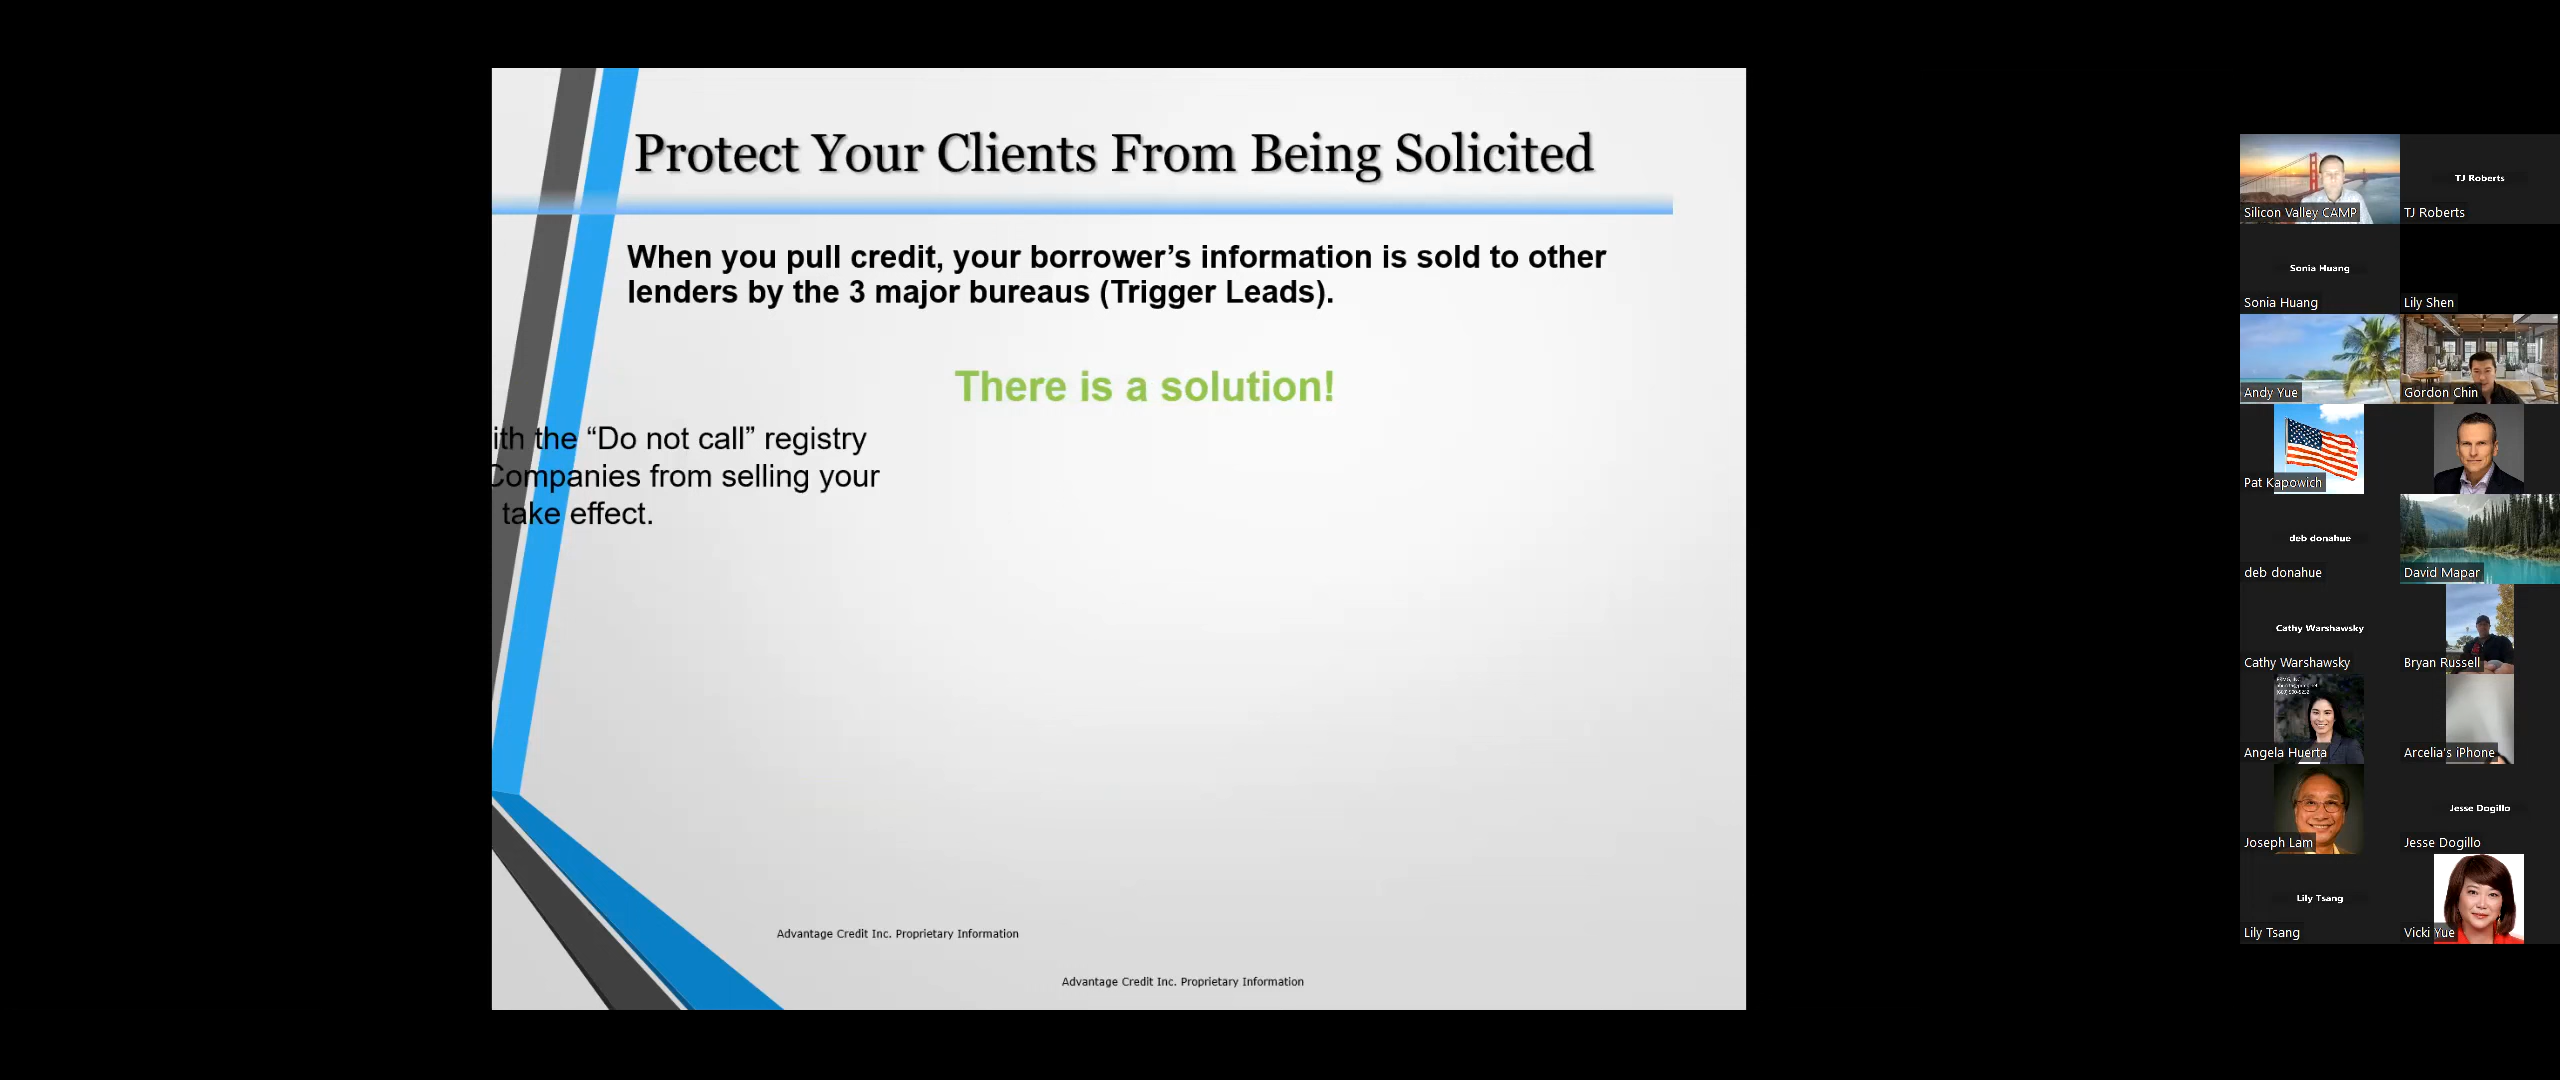 Protect Your Clients From Being Solicited
When you pull credit, your borrower’s information is sold to other
lenders by the 3 major bureaus (Trigger Leads).
There is a solution!
ith the “Do not call” registry
Companies from selling your
take effect.
Advantage Credit Inc. Proprietary Information
Advantage Credit Inc. Proprietary Information
Silicon Valley CAMP
TJ Roberts
TJ Roberts
Sonia Huang
Sonia Huang
Lily Shen
Andy Yue
Gordon Chin
Pat Kapowich
deb donahue
deb donahue
David Mapar
Cathy Warshawsky
Cathy Warshawsky
Bryan Russell
Angela Huerta
Arcelia's iPhone
Joseph Lam
Jesse Dogillo
Jesse Dogillo
Lily Tsang
Lily Tsang
Vicki Yue